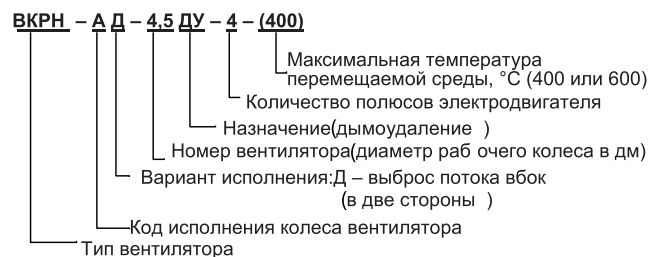 ВКРН – А Д – 4,5 ДУ – 4 – (400)
Максимальная температура
перемещаемой среды, °С (400 или 600)
Количество полюсов электродвигателя
Назначение(дымоудаление )
Номер вентилятора(диаметр раб очего колеса в дм)
Вариант исполнения:Д – выброс потока вбок
(в две стороны )
Код исполнения колеса вентилятора
Тип вентилятора